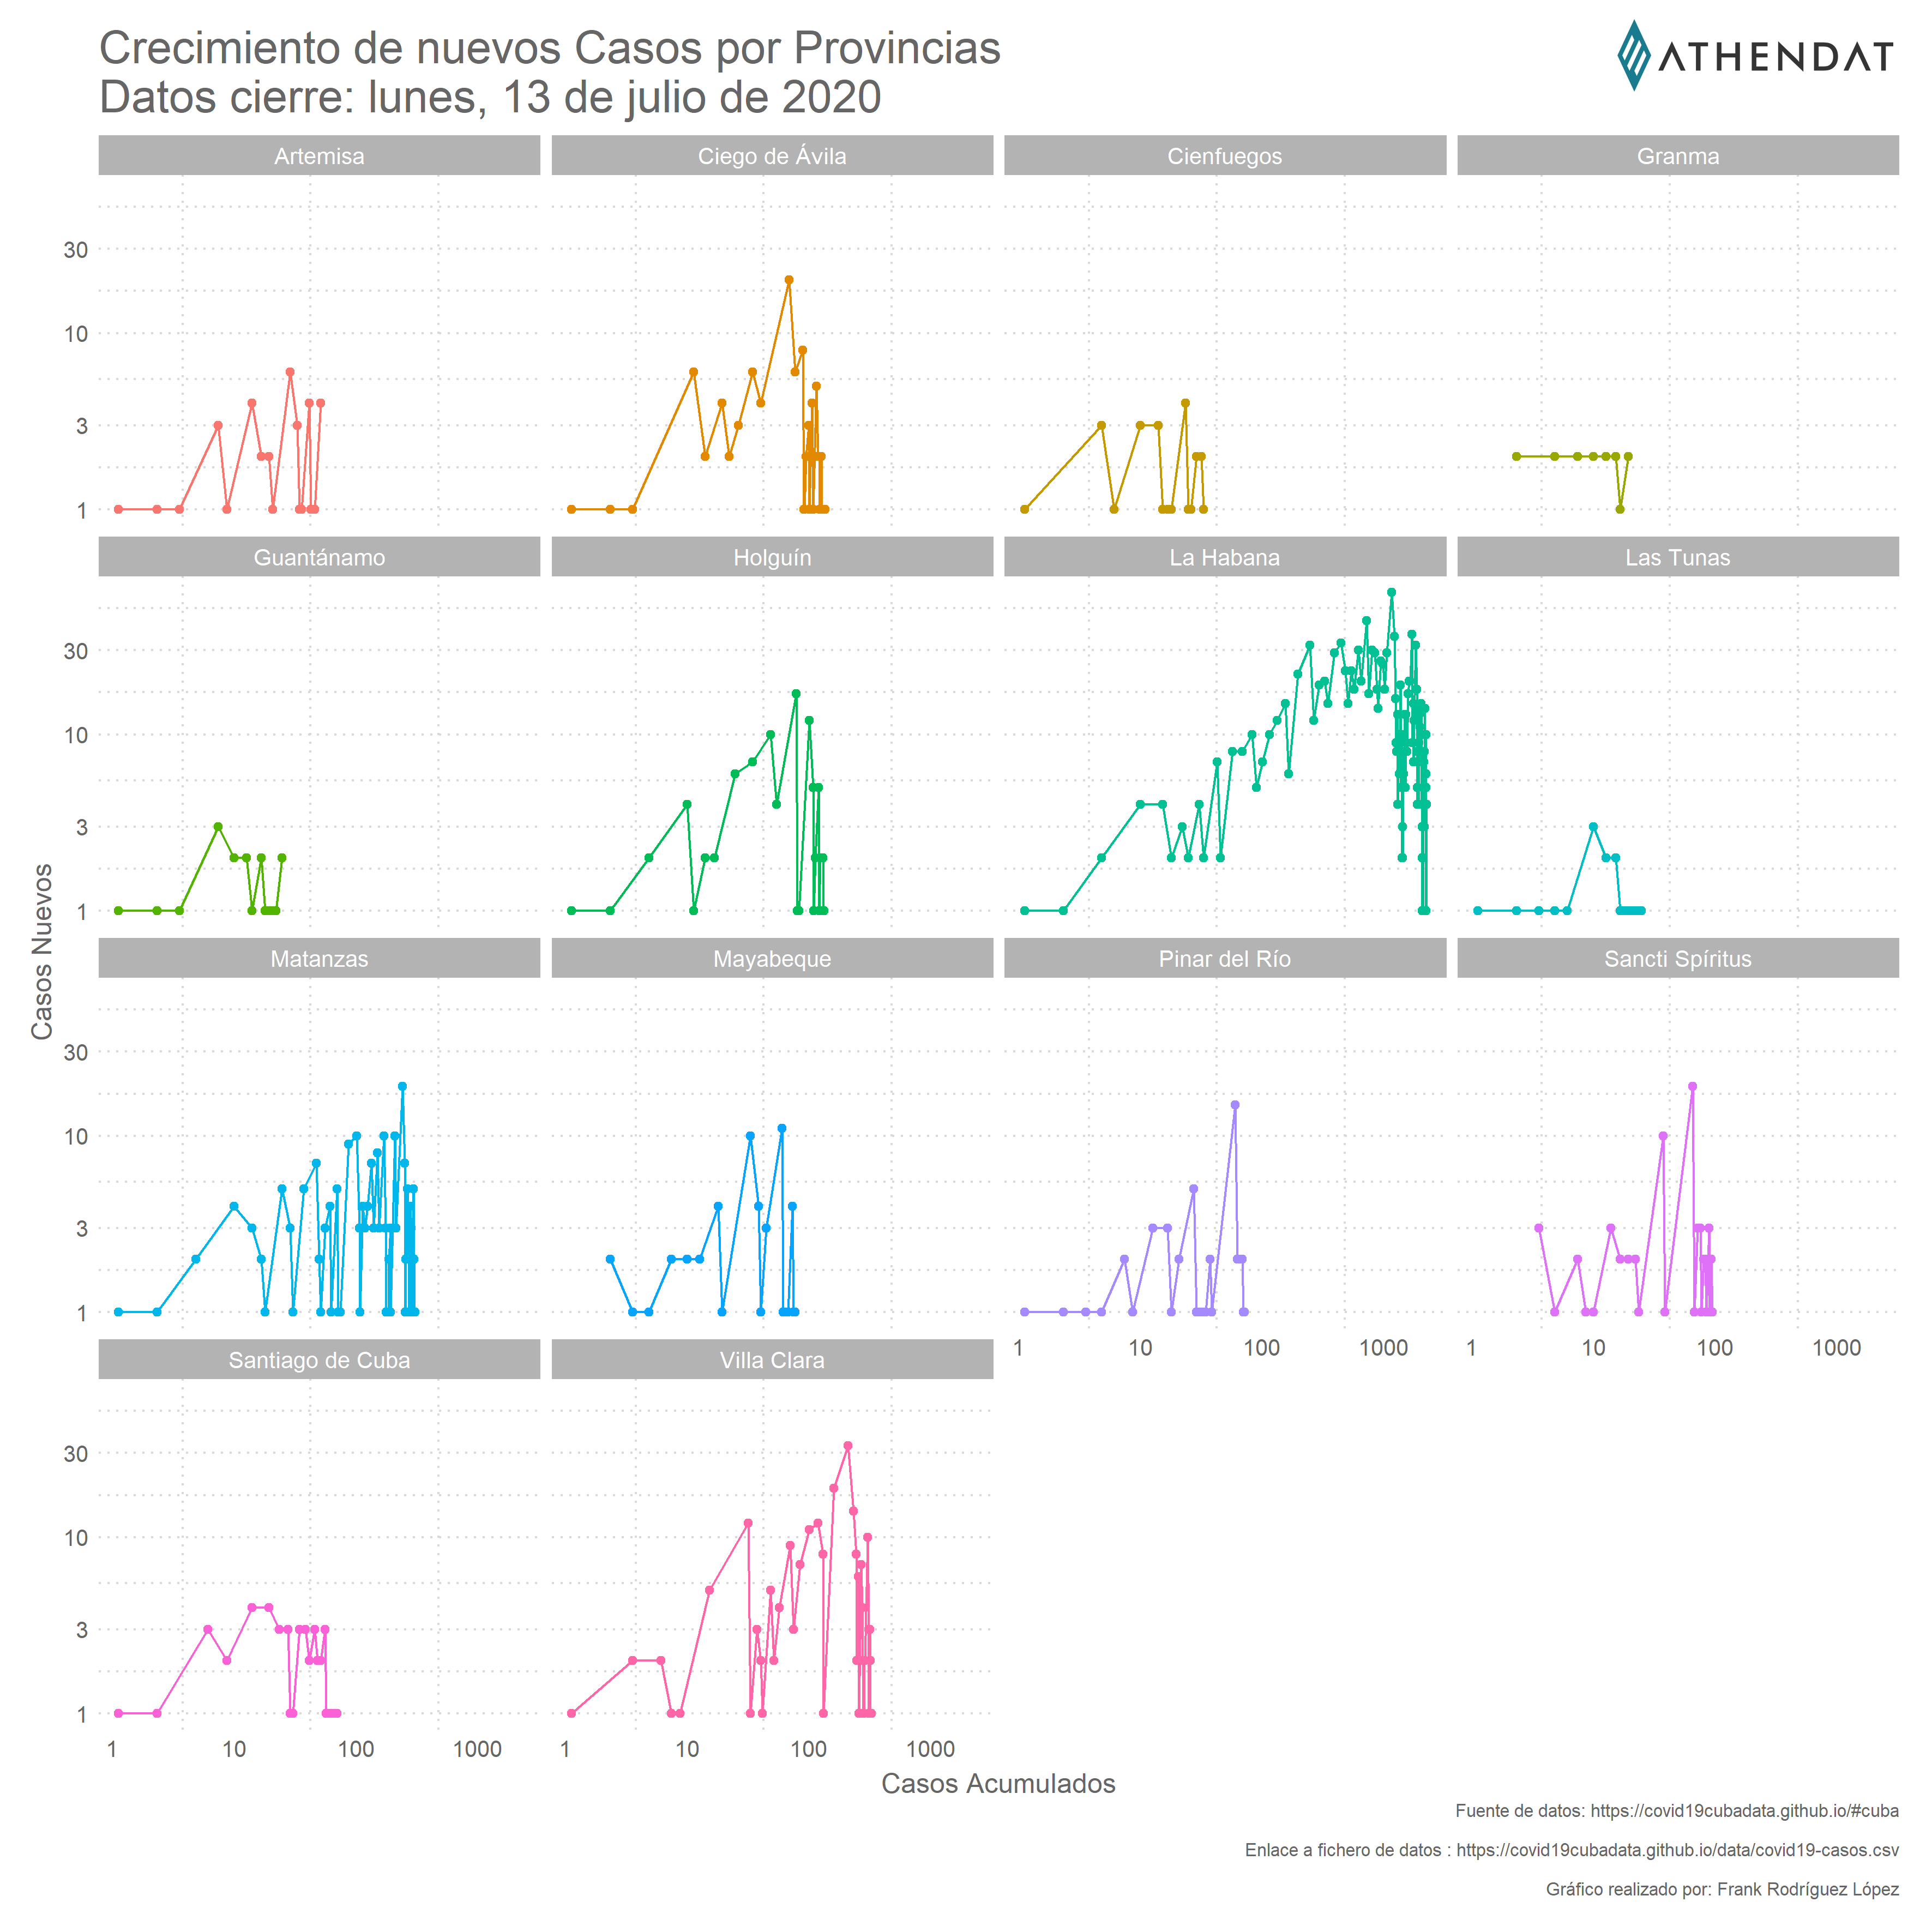 Crecimiento de nuevos Casos por Provincias
Datos cierre: lunes, 13 de julio de 2020
ATHENDAT
Artemisa
Ciego de Ávila
Cienfuegos
Granma
30
10
3
1
Guantánamo
Holguín
La Habana
Las Tunas
30
10
3
1
Matanzas
Mayabeque
Pinar del Río
Sancti Spíritus
30
10
3
1
1 10 100 1000
1 10 100 1000
Santiago de Cuba
Villa Clara
30
10
3
1
1 10 100 1000
1 10 100 1000
Casos Nuevos
Casos Acumulados
Fuente de datos: https://covid19cubadata.github.io/#cuba
Enlace a fichero de datos : https://covid19cubadata.github.io/data/covid19-casos.csv
Gráfico realizado por: Frank Rodríguez López